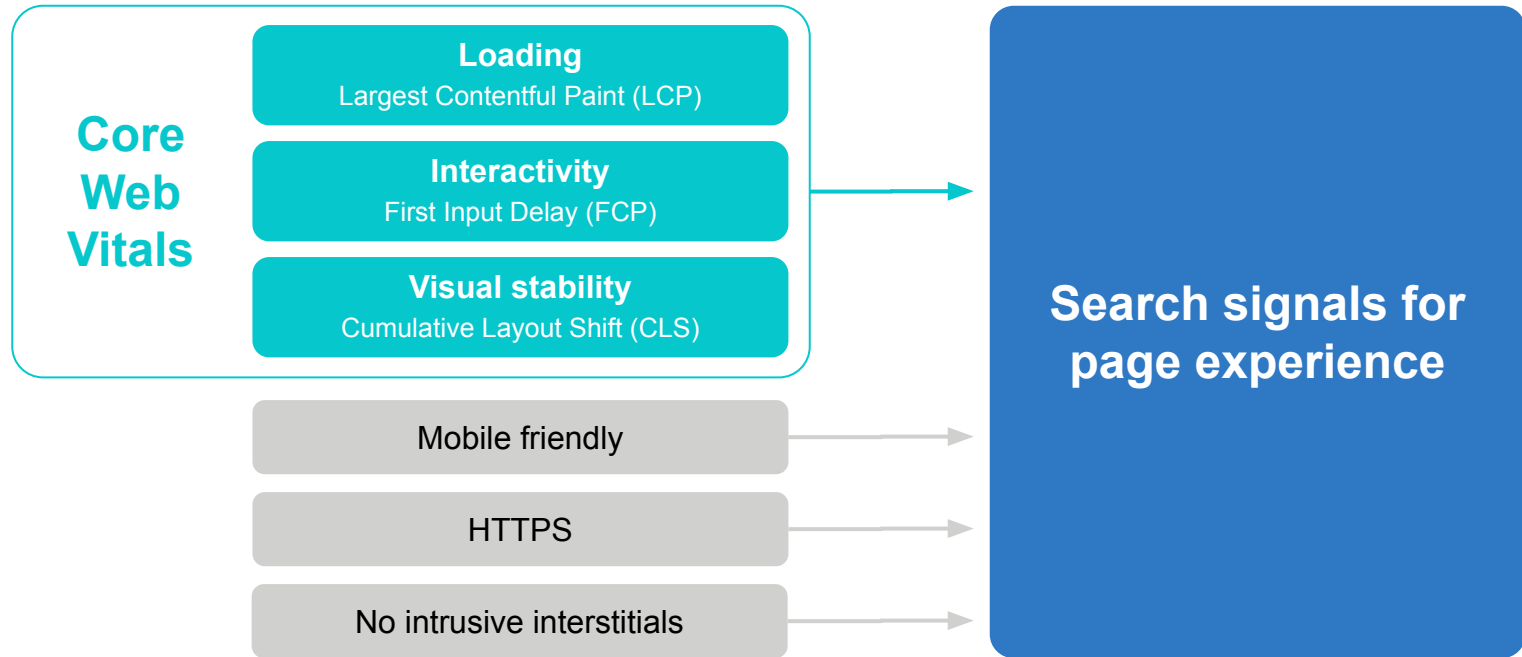 Core
Web
Vitals
Loading
Largest Contentful Paint (LCP)
Interactivity
First Input Delay (FCP)
Visual stability
Cumulative Layout Shift (CLS)
Mobile friendly
HTTPS
No intrusive interstitials
Search signals for
page experience